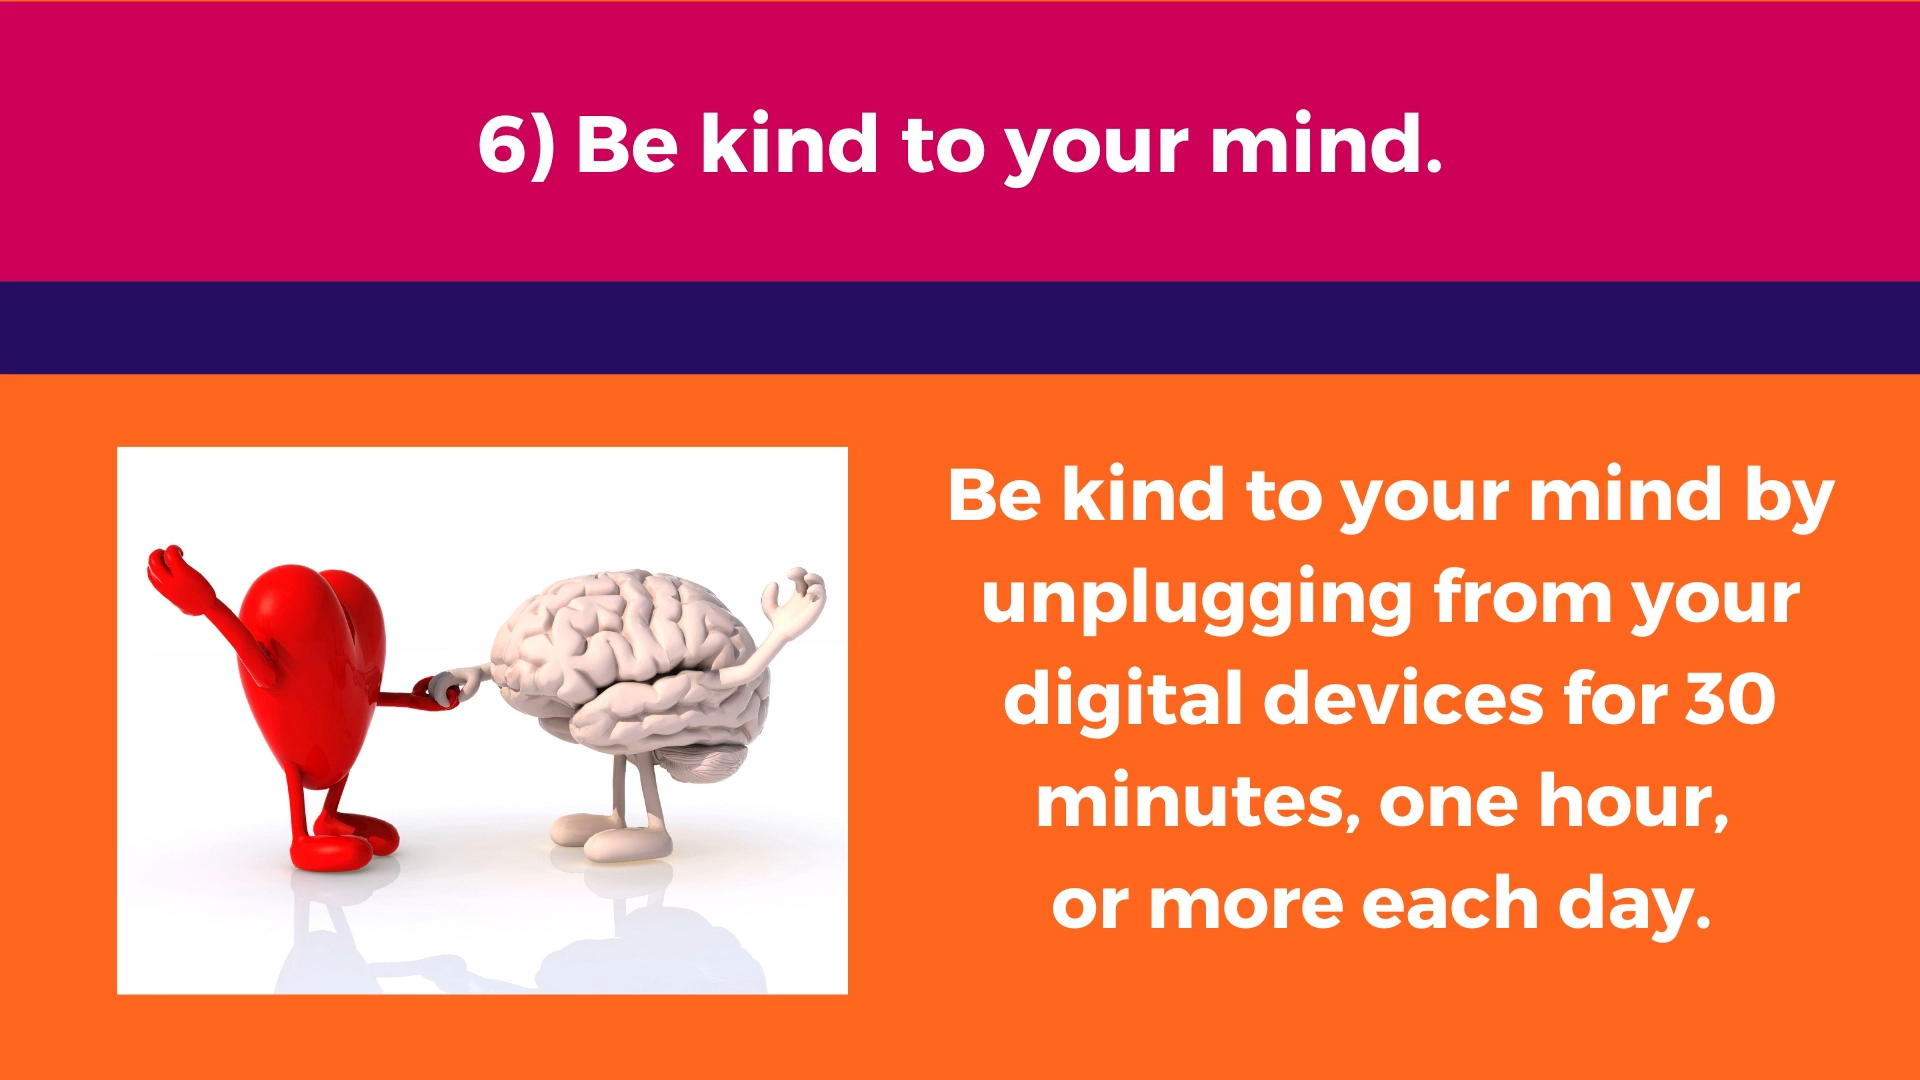 6) Be kind to your mind.
Be kind to your mind by
unplugging from your
digital devices for 30
minutes, one hour,
or more each day.